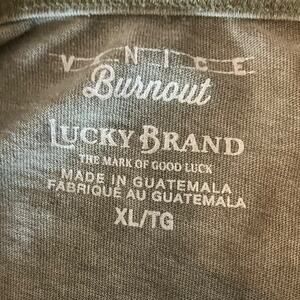 VENICE
Burnout
LUCKY BRAND
THE MARK OF GOOD LUCK
MADE IN GUATEMALA
FABRIQUÉ AU GUATEMALA
XL/TG